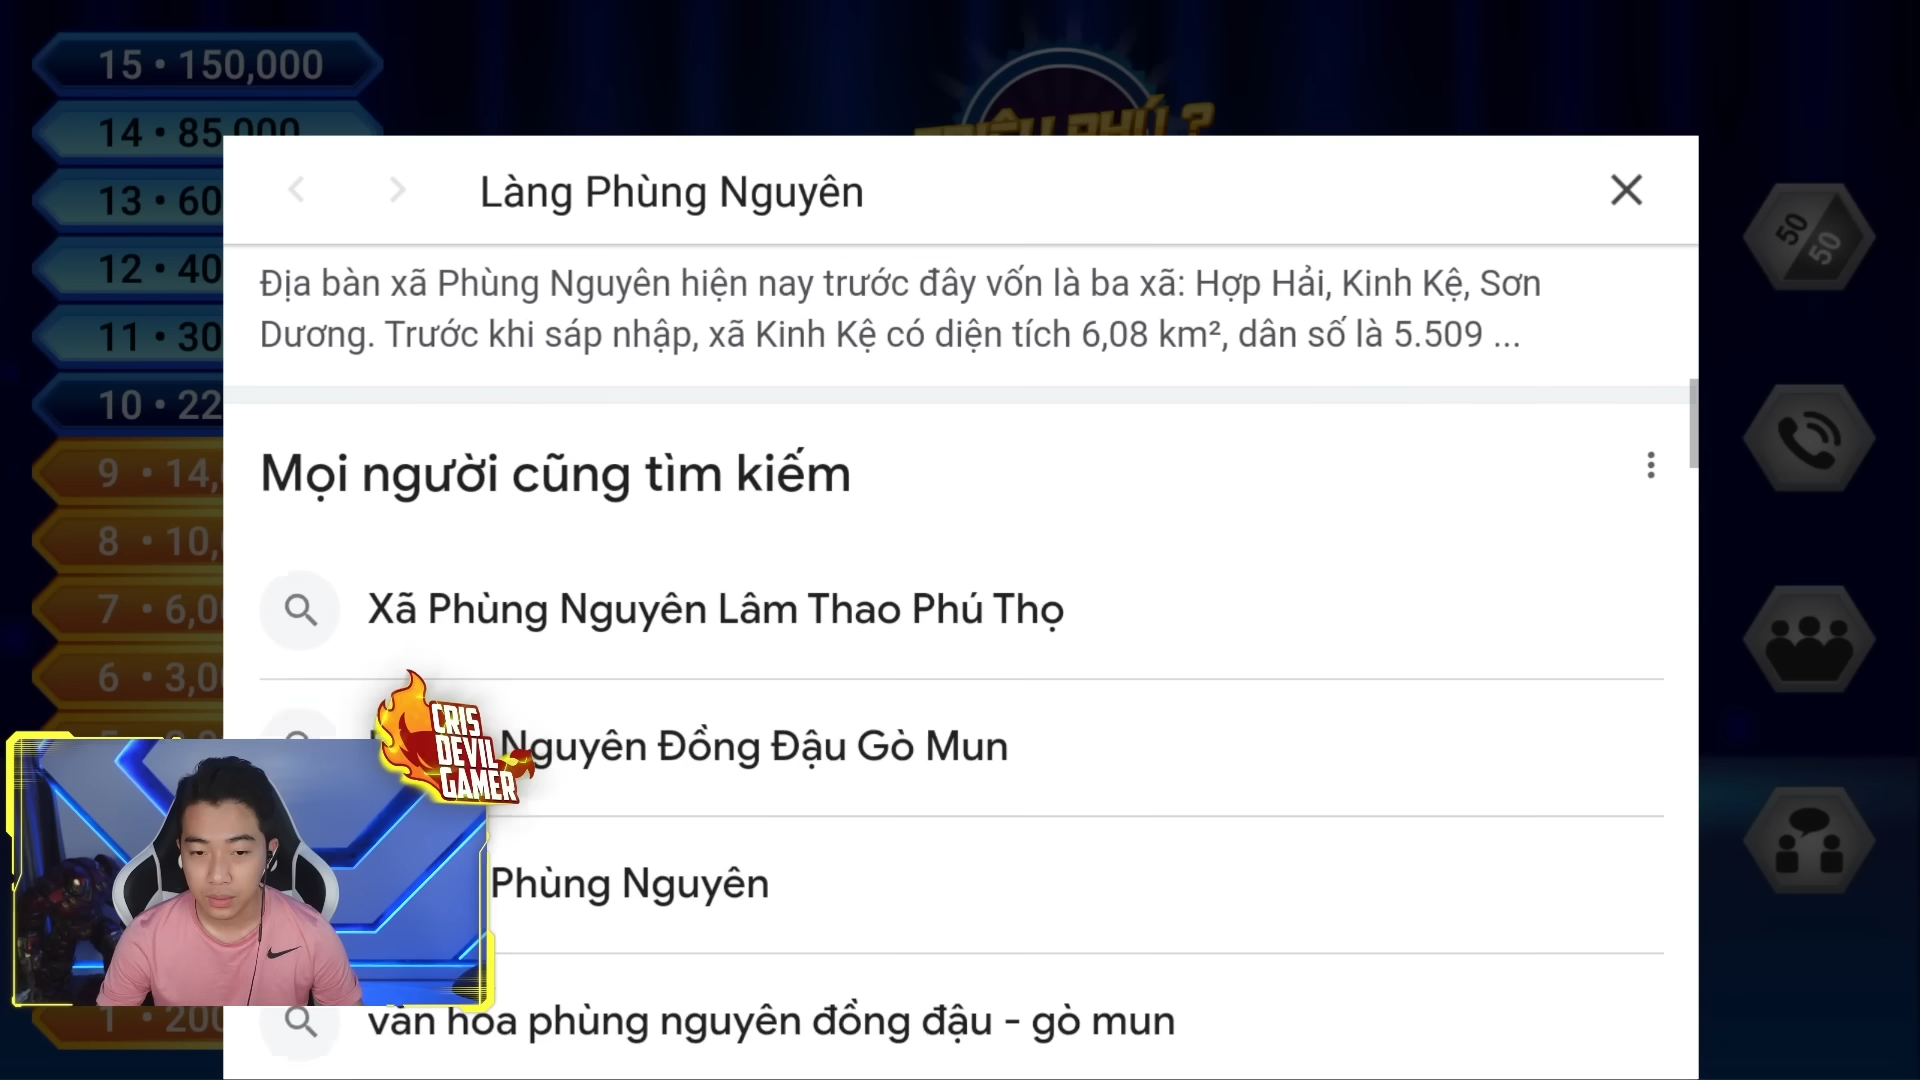 15 • 150,000
14 • 85,000
TRIỆU PHÚ ?
13 • 60
12 • 40
11 • 30
10 • 22
9 • 14,
8 • 10,
7 • 6,0
6 • 3,0
1 • 200
50
50
Làng Phùng Nguyên
Địa bàn xã Phùng Nguyên hiện nay trước đây vốn là ba xã: Hợp Hải, Kinh Kệ, Sơn
Dương. Trước khi sáp nhập, xã Kinh Kệ có diện tích 6,08 km², dân số là 5.509 ...
Mọi người cũng tìm kiếm
Xã Phùng Nguyên Lâm Thao Phú Thọ
Nguyên Đồng Đậu Gò Mun
Phùng Nguyên
văn hóa phùng nguyên đồng đậu - gò mun
CRIS
DEVIL
GAMER